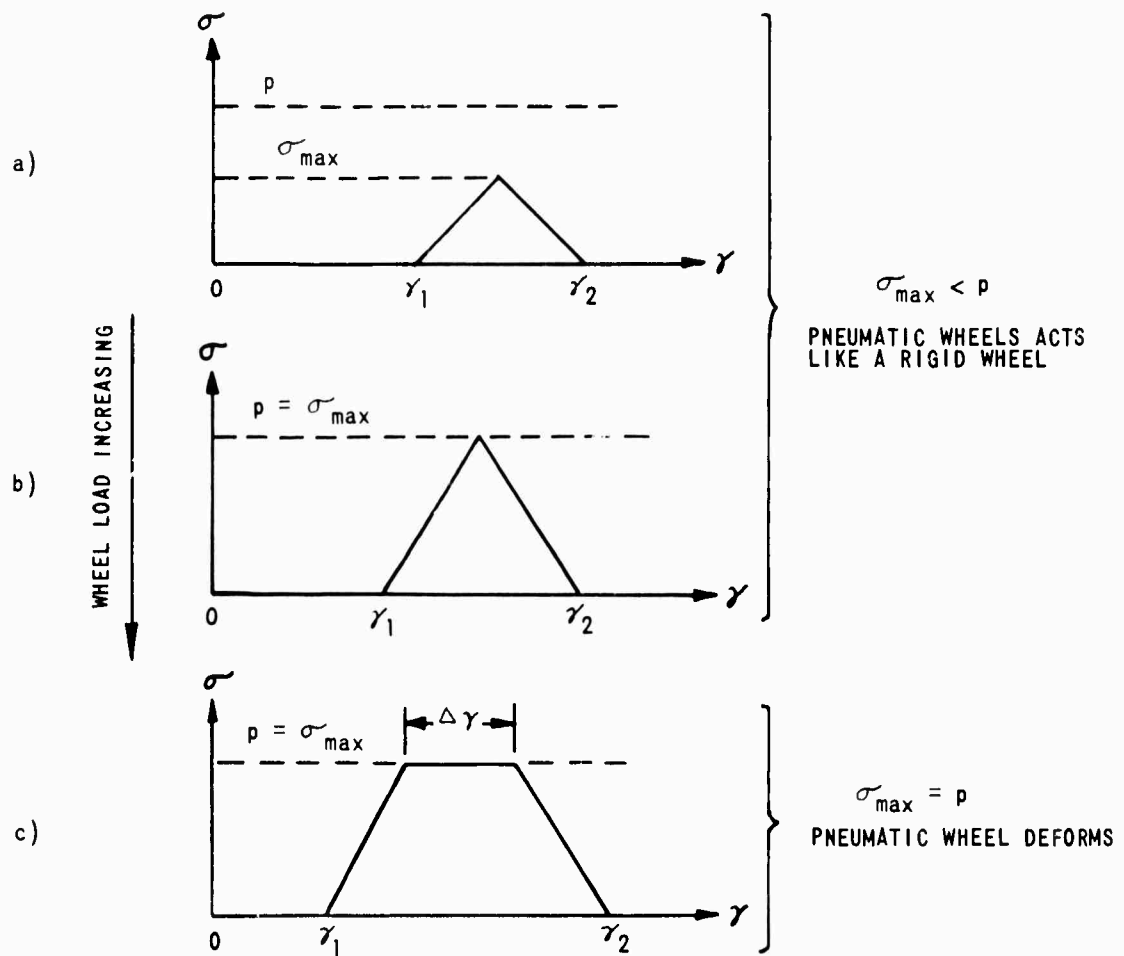 σ
p
a)
σmax
0
γ1
γ2
γ
σmax < p
PNEUMATIC WHEELS ACTS
LIKE A RIGID WHEEL
WHEEL LOAD INCREASING
σ
p = σmax
b)
0
γ1
γ2
γ
σ
Δγ
p = σmax
c)
0
γ1
γ2
γ
σmax = p
PNEUMATIC WHEEL DEFORMS